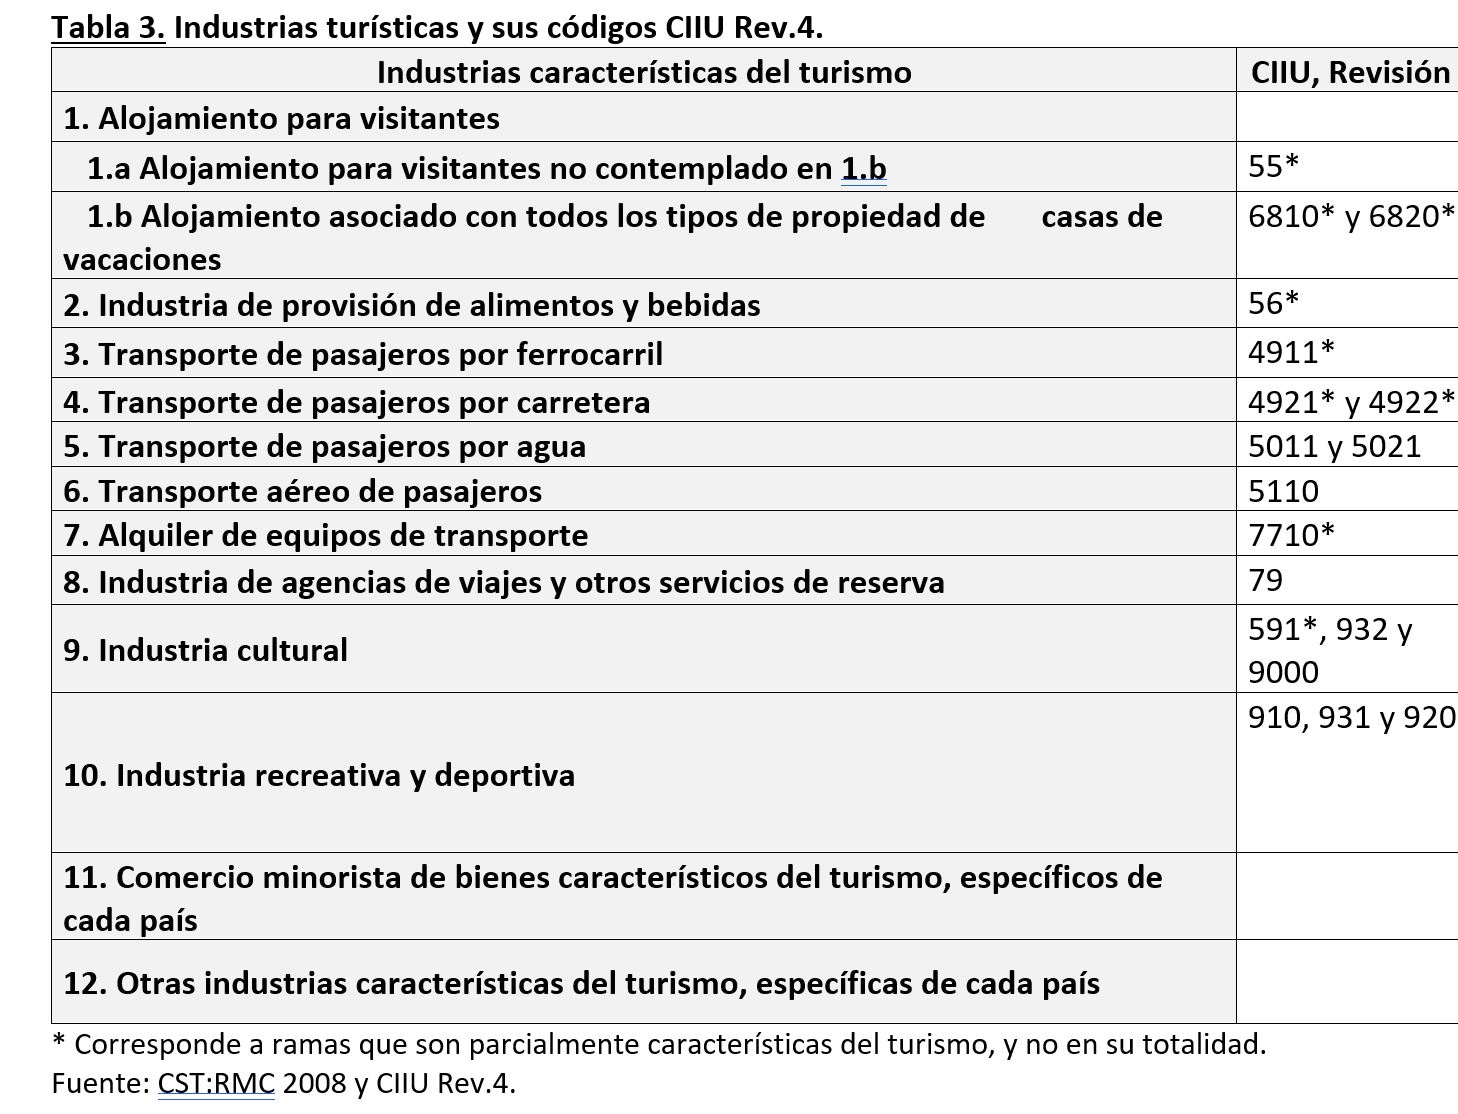 Tabla 3. Industrias turísticas y sus códigos CIIU Rev.4.
Industrias características del turismo CIIU, Revisión
1. Alojamiento para visitantes
1.a Alojamiento para visitantes no contemplado en 1.b 55*
1.b Alojamiento asociado con todos los tipos de propiedad de casas de 6810* y 6820*
vacaciones
2. Industria de provisión de alimentos y bebidas 56*
3. Transporte de pasajeros por ferrocarril 4911*
4. Transporte de pasajeros por carretera 4921* y 4922*
5. Transporte de pasajeros por agua 5011 y 5021
6. Transporte aéreo de pasajeros 5110
7. Alquiler de equipos de transporte 7710*
8. Industria de agencias de viajes y otros servicios de reserva 79
9. Industria cultural 591*, 932 y
9000
10. Industria recreativa y deportiva 910, 931 y 920
11. Comercio minorista de bienes característicos del turismo, específicos de
cada país
12. Otras industrias características del turismo, específicas de cada país
* Corresponde a ramas que son parcialmente características del turismo, y no en su totalidad.
Fuente: CST:RMC 2008 y CIIU Rev.4.